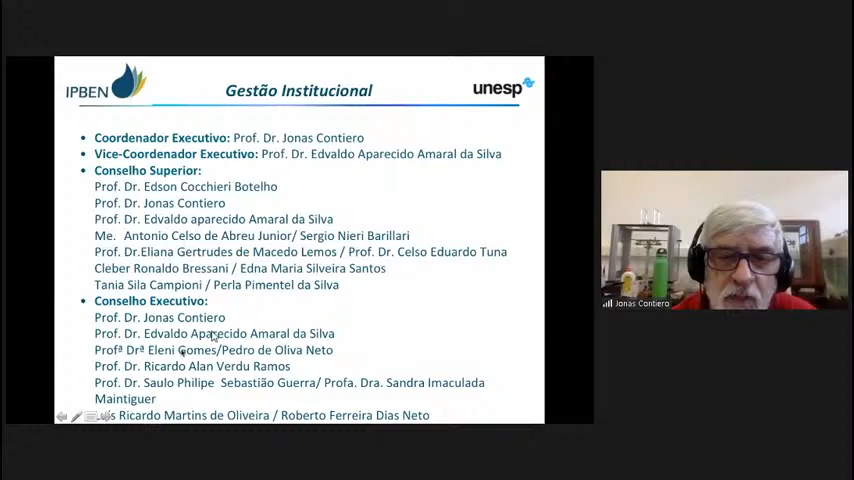 IPBEN
Gestão Institucional
unesp
• Coordenador Executivo: Prof. Dr. Jonas Contiero
• Vice-Coordenador Executivo: Prof. Dr. Edvaldo Aparecido Amaral da Silva
• Conselho Superior:
Prof. Dr. Edson Cocchieri Botelho
Prof. Dr. Jonas Contiero
Prof. Dr. Edvaldo aparecido Amaral da Silva
Me. Antonio Celso de Abreu Junior/ Sergio Nieri Barillari
Prof. Dr.Eliana Gertrudes de Macedo Lemos / Prof. Dr. Celso Eduardo Tuna
Cleber Ronaldo Bressani / Edna Maria Silveira Santos
Tania Sila Campioni / Perla Pimentel da Silva
• Conselho Executivo:
Prof. Dr. Jonas Contiero
Prof. Dr. Edvaldo Aparecido Amaral da Silva
Profª Drª Eleni Gomes/Pedro de Oliva Neto
Prof. Dr. Ricardo Alan Verdu Ramos
Prof. Dr. Saulo Philipe Sebastião Guerra/ Profa. Dra. Sandra Imaculada
Maintiguer
Ricardo Martins de Oliveira / Roberto Ferreira Dias Neto
Jonas Contiero